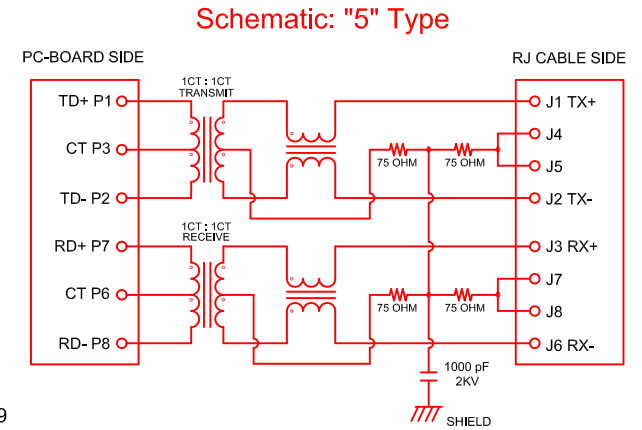 Schematic: "5" Type
PC-BOARD SIDE
RJ CABLE SIDE
1CT : 1CT
TRANSMIT
TD+ P1
CT P3
TD- P2
75 OHM
75 OHM
J1 TX+
J4
J5
J2 TX-
1CT : 1CT
RECEIVE
RD+ P7
CT P6
RD- P8
75 OHM
75 OHM
J3 RX+
J7
J8
J6 RX-
1000 pF
2KV
SHIELD
9